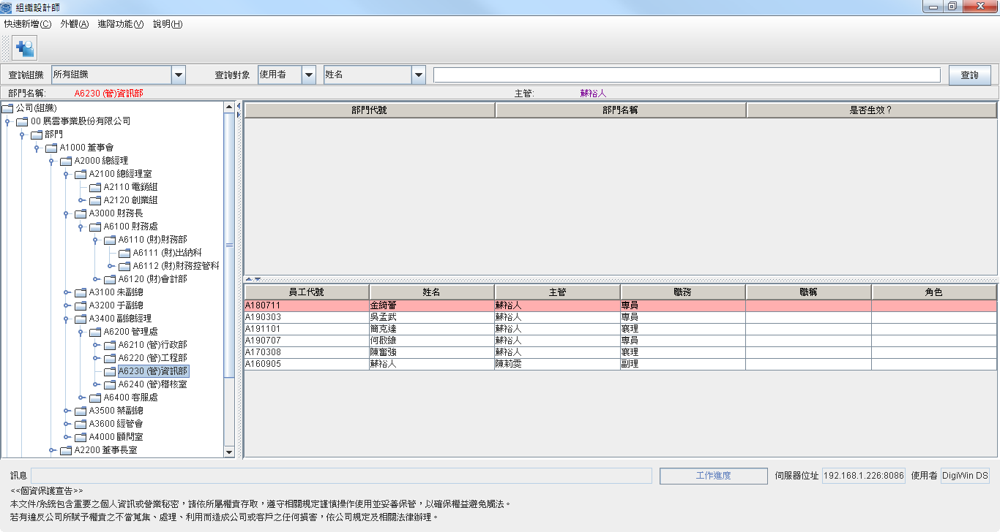 組織設計師
快速新增(C) 外觀(A) 進階功能(V) 說明(H)
查詢組織 所有組織 查詢對象 使用者 姓名 查詢
部門名稱: A6230 (管)資訊部 主管: 蘇裕人
公司(組織)
00 展雲事業股份有限公司
部門
A1000 董事會
A2000 總經理
A2100 總經理室
A2110 電銷組
A2120 創業組
A3000 財務長
A6100 財務處
A6110 (財)財務部
A6111 (財)出納科
A6112 (財)財務控管科
A6120 (財)會計部
A3100 朱副總
A3200 于副總
A3400 副總經理
A6200 管理處
A6210 (管)行政部
A6220 (管)工程部
A6230 (管)資訊部
A6240 (管)稽核室
A6400 客服處
A3500 蔡副總
A3600 經管會
A4000 顧問室
A2200 董事長室
部門代號 部門名稱 是否生效？
員工代號 姓名 主管 職務 職稱 角色
A180711 金綺蕾 蘇裕人 專員
A190303 吳孟武 蘇裕人 專員
A191101 簡克達 蘇裕人 襄理
A190707 何啟維 蘇裕人 專員
A170308 陳奮強 蘇裕人 襄理
A160905 蘇裕人 陳莉雯 副理
訊息 工作進度 伺服器位址 192.168.1.226:8086 使用者 DigiWin DS
<<個資保護宣告>>
本文件/系統包含重要之個人資訊或營業秘密，請依所屬權責存取，遵守相關規定謹慎操作使用並妥善保管，以確保權益避免觸法。
若有違反公司所賦予權責之不當蒐集、處理、利用而造成公司或客戶之任何損害，依公司規定及相關法律辦理。